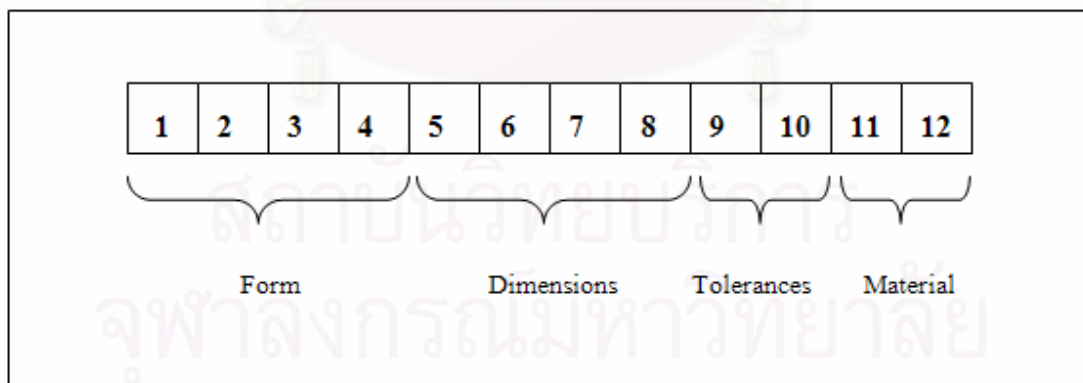 1 2 3 4 5 6 7 8 9 10 11 12
สถาบันวิทยบริการ
Form Dimensions Tolerances Material
จุฬาลงกรณ์มหาวิทยาลัย